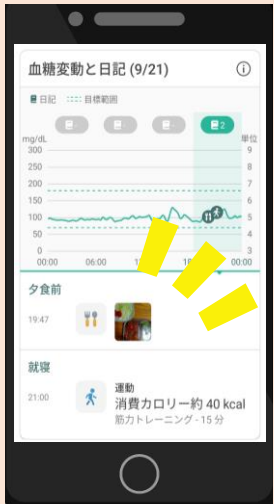 血糖変動と日記 (9/21)
日記 目標範囲
2
mg/dL 単位
300 9
250 8
200 7
150 6
100 5
50 4
0 3
00:00 06:00 18 00:00
夕食前
19:47
就寝
21:00 運動
消費カロリー約 40 kcal
筋力トレーニング - 15 分